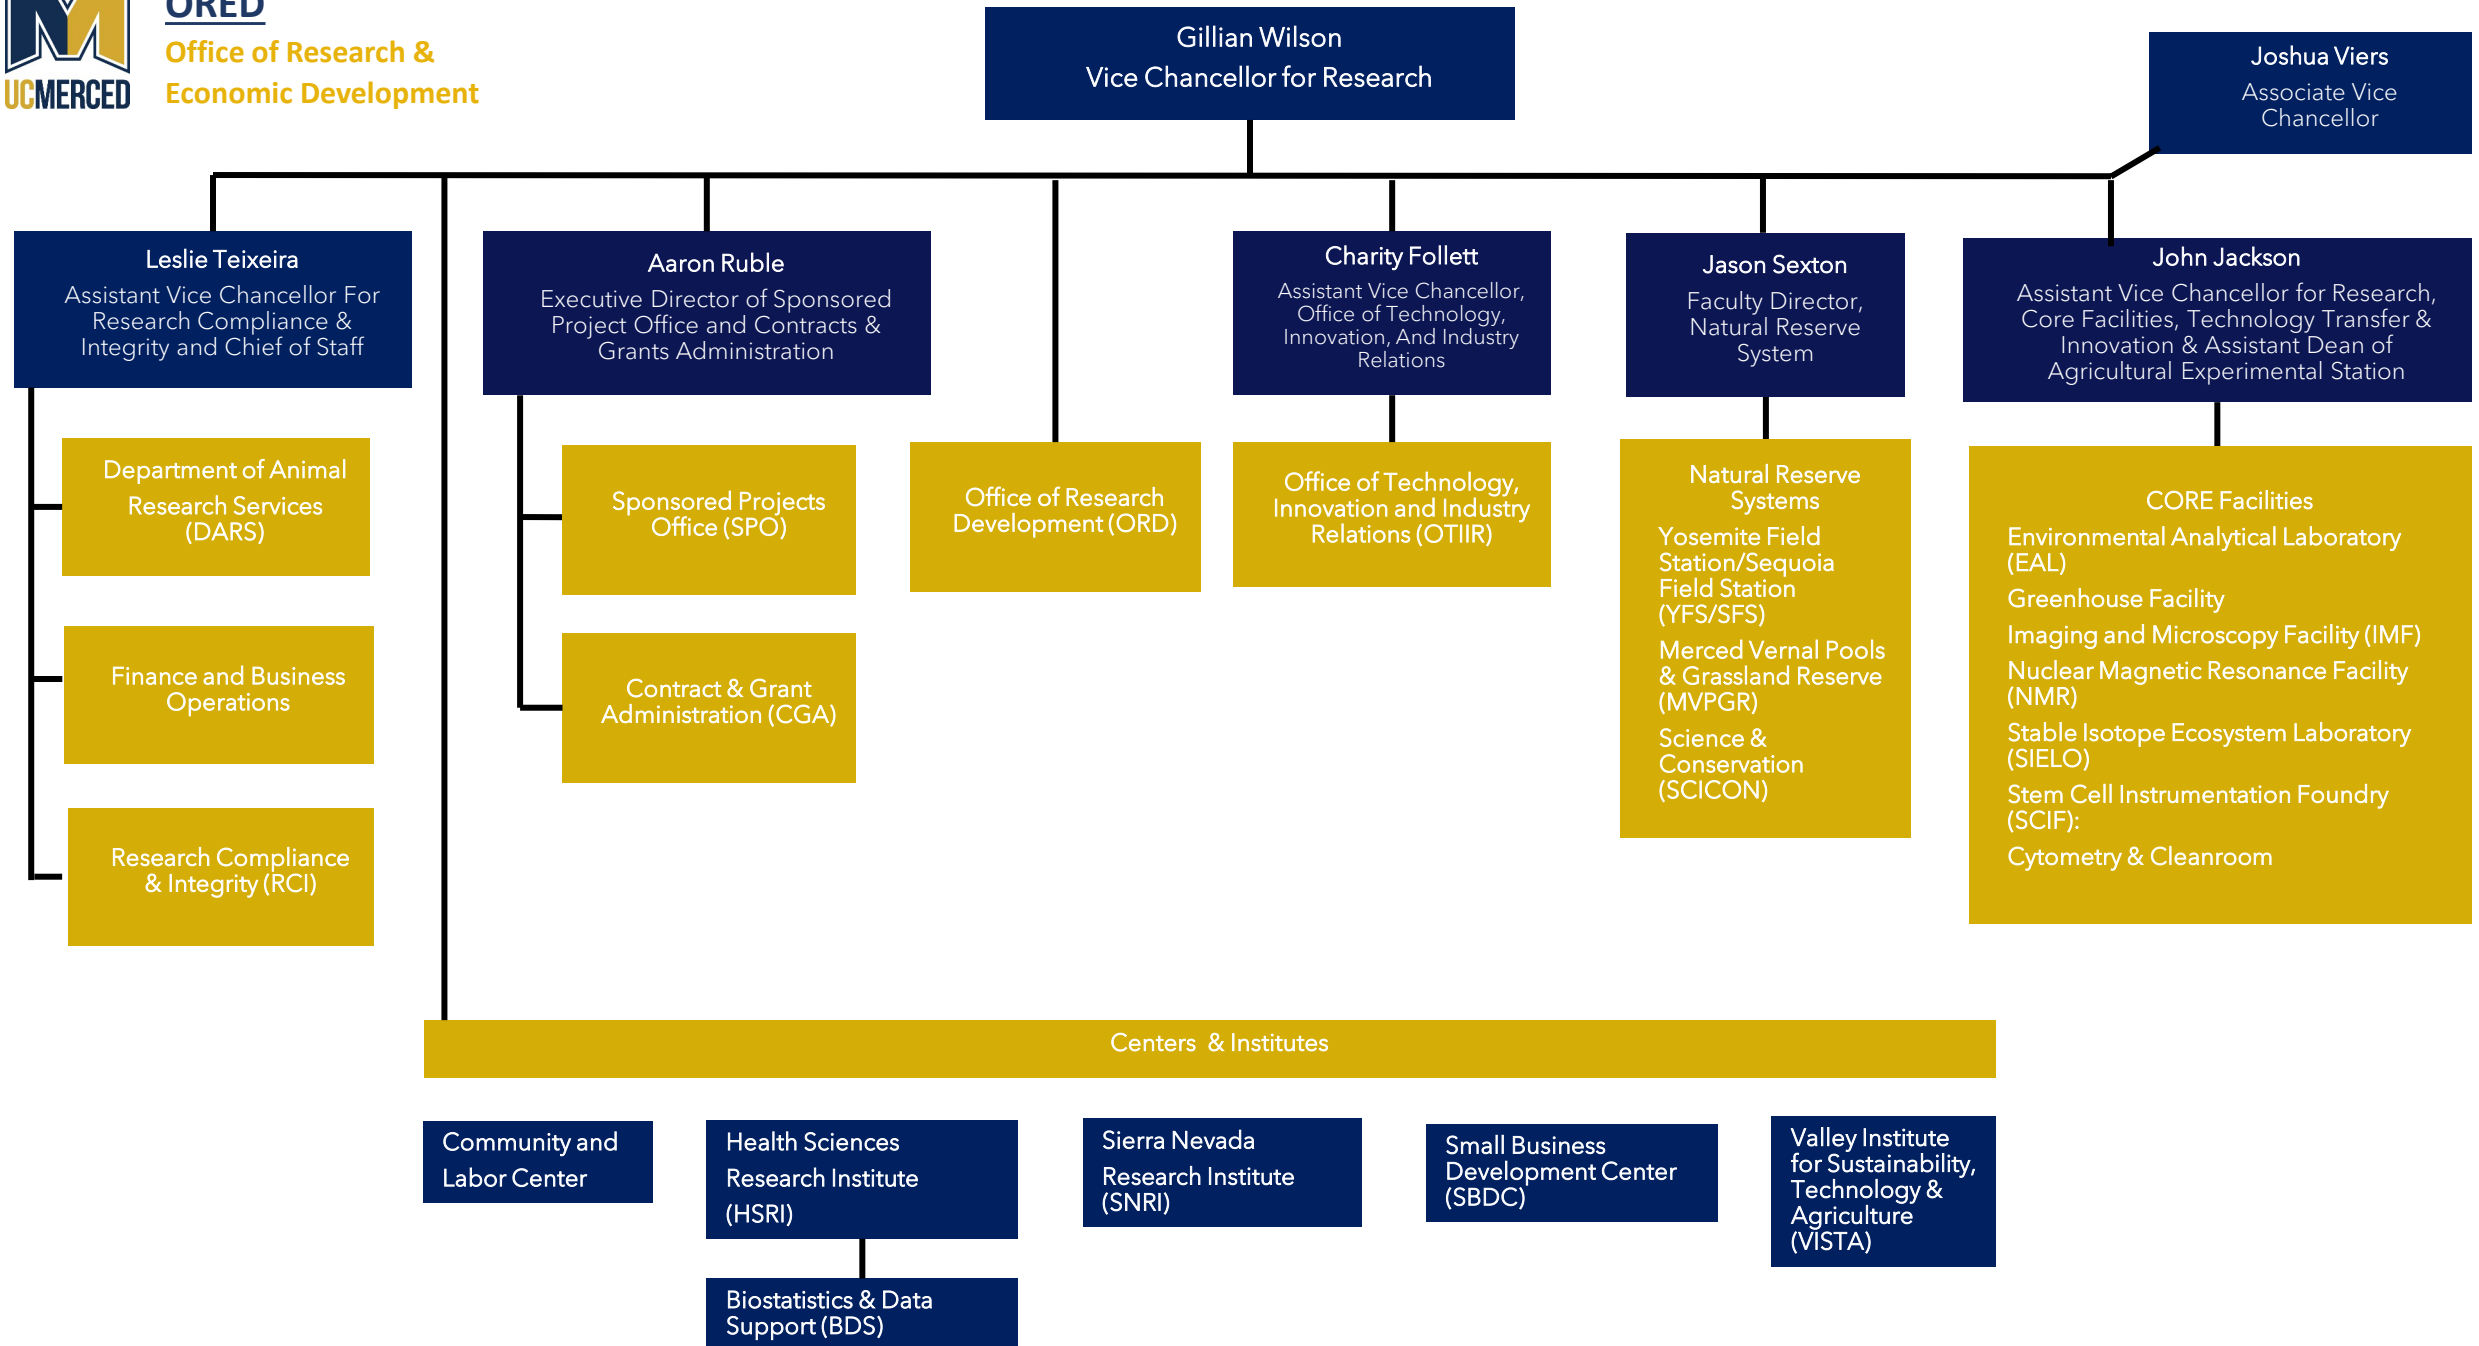 ORED
Office of Research &
Economic Development
UCMERCED
Gillian Wilson
Vice Chancellor for Research
Joshua Viers
Associate Vice
Chancellor
Leslie Teixeira
Assistant Vice Chancellor For
Research Compliance &
Integrity and Chief of Staff
Aaron Ruble
Executive Director of Sponsored
Project Office and Contracts &
Grants Administration
Charity Follett
Assistant Vice Chancellor,
Office of Technology,
Innovation, And Industry
Relations
Jason Sexton
Faculty Director,
Natural Reserve
System
John Jackson
Assistant Vice Chancellor for Research,
Core Facilities, Technology Transfer &
Innovation & Assistant Dean of
Agricultural Experimental Station
Department of Animal
Research Services
(DARS)
Finance and Business
Operations
Research Compliance
& Integrity (RCI)
Sponsored Projects
Office (SPO)
Contract & Grant
Administration (CGA)
Office of Research
Development (ORD)
Office of Technology,
Innovation and Industry
Relations (OTIIR)
Natural Reserve
Systems
Yosemite Field
Station/Sequoia
Field Station
(YFS/SFS)
Merced Vernal Pools
& Grassland Reserve
(MVPGR)
Science &
Conservation
(SCICON)
CORE Facilities
Environmental Analytical Laboratory
(EAL)
Greenhouse Facility
Imaging and Microscopy Facility (IMF)
Nuclear Magnetic Resonance Facility
(NMR)
Stable Isotope Ecosystem Laboratory
(SIELO)
Stem Cell Instrumentation Foundry
(SCIF):
Cytometry & Cleanroom
Centers & Institutes
Community and
Labor Center
Health Sciences
Research Institute
(HSRI)
Biostatistics & Data
Support (BDS)
Sierra Nevada
Research Institute
(SNRI)
Small Business
Development Center
(SBDC)
Valley Institute
for Sustainability,
Technology &
Agriculture
(VISTA)